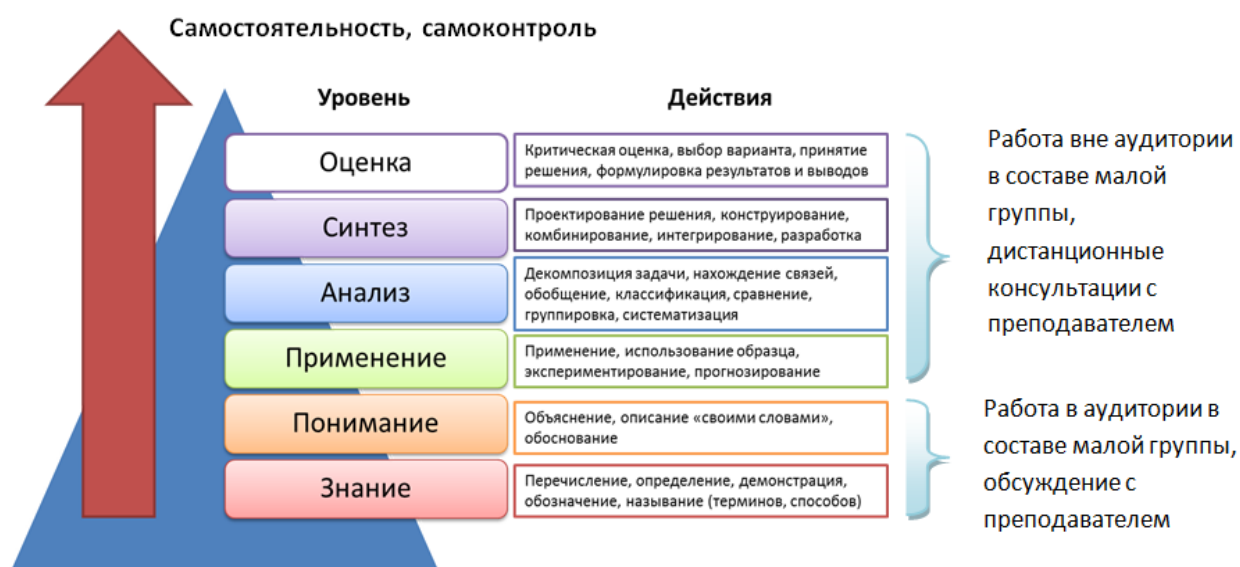 Самостоятельность, самоконтроль
Уровень
Действия
Оценка
Критическая оценка, выбор варианта, принятие
решения, формулировка результатов и выводов
Синтез
Проектирование решения, конструирование,
комбинирование, интегрирование, разработка
Анализ
Декомпозиция задачи, нахождение связей,
обобщение, классификация, сравнение,
группировка, систематизация
Применение
Применение, использование образца,
экспериментирование, прогнозирование
Понимание
Объяснение, описание «своими словами»,
обоснование
Знание
Перечисление, определение, демонстрация,
обозначение, называние (терминов, способов)
Работа вне аудитории
в составе малой
группы,
дистанционные
консультации с
преподавателем
Работа в аудитории в
составе малой группы,
обсуждение с
преподавателем